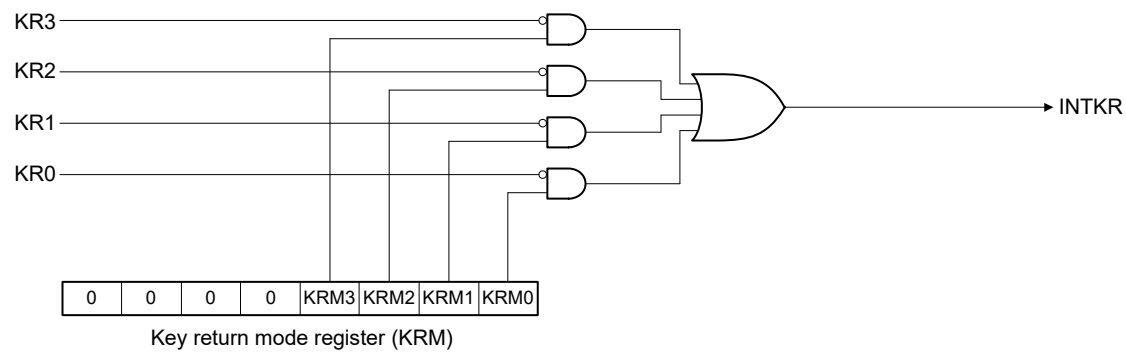 KR3
KR2
KR1
INTKR
KR0
0 0 0 0 KRM3 KRM2 KRM1 KRM0
Key return mode register (KRM)